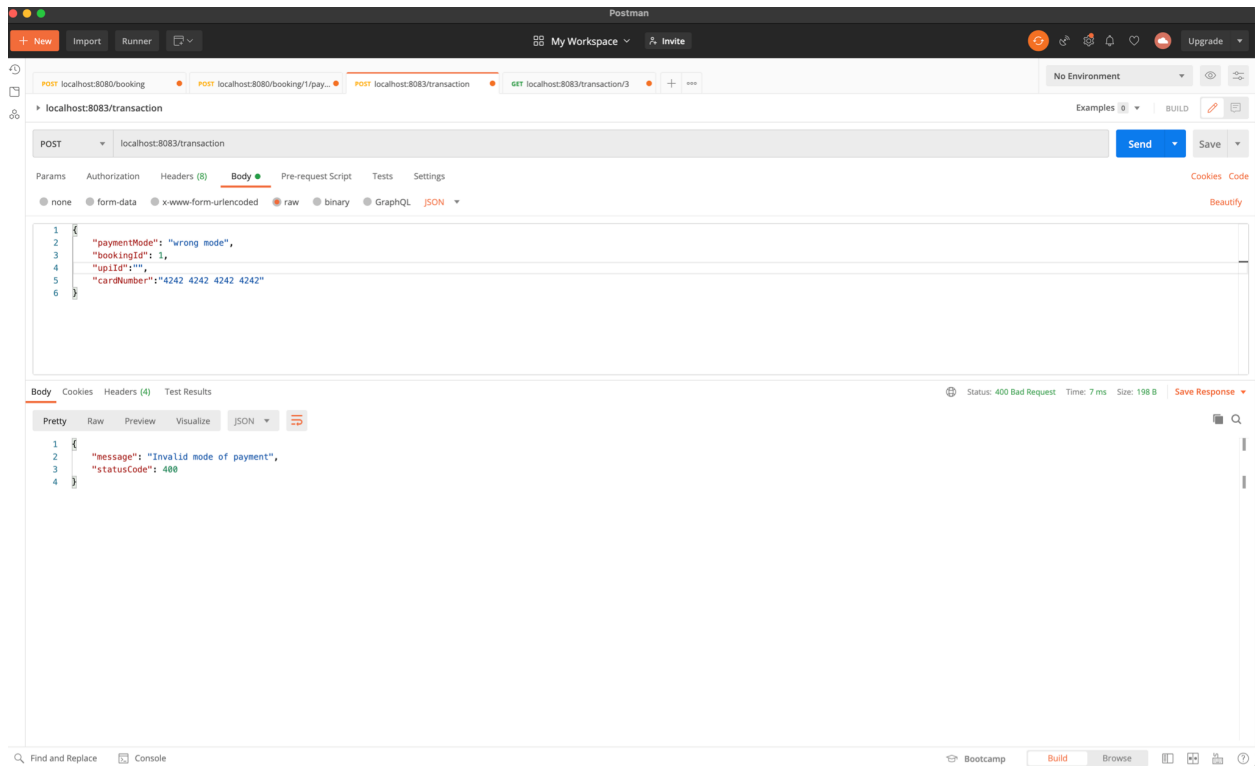 Postman
+ New Import Runner My Workspace Invite Upgrade
POST localhost:8080/booking POST localhost:8080/booking/1/pay... POST localhost:8083/transaction GET localhost:8083/transaction/3 + ooo No Environment
localhost:8083/transaction Examples 0 BUILD
POST localhost:8083/transaction Send Save
Params Authorization Headers (8) Body Pre-request Script Tests Settings Cookies Code
none form-data x-www-form-urlencoded raw binary GraphQL JSON Beautify
1 {
2 "paymentMode": "wrong mode",
3 "bookingId": 1,
4 "upiId":"",
5 "cardNumber":"4242 4242 4242 4242"
6 }
Body Cookies Headers (4) Test Results Status: 400 Bad Request Time: 7 ms Size: 198 B Save Response
Pretty Raw Preview Visualize JSON
1 {
2 "message": "Invalid mode of payment",
3 "statusCode": 400
4 }
Find and Replace Console Bootcamp Build Browse